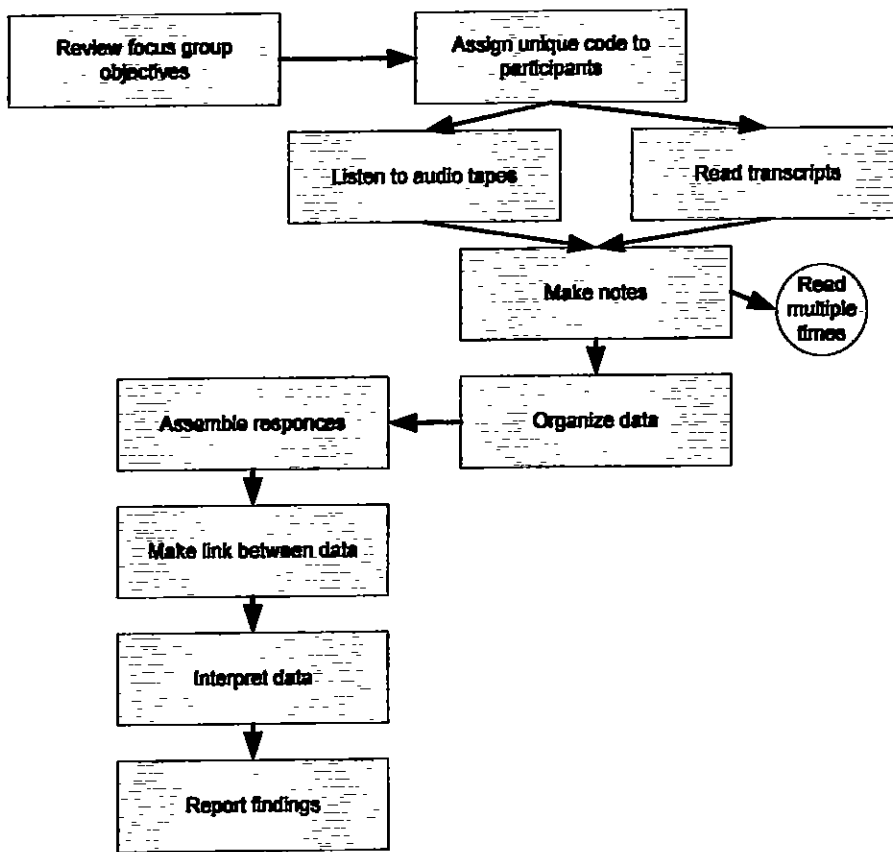 Review focus group
objectives
Assign unique code to
participants
Listen to audio tapes
Read transcripts
Make notes
Read
multiple
times
Organize data
Assemble responces
Make link between data
Interpret data
Report findings